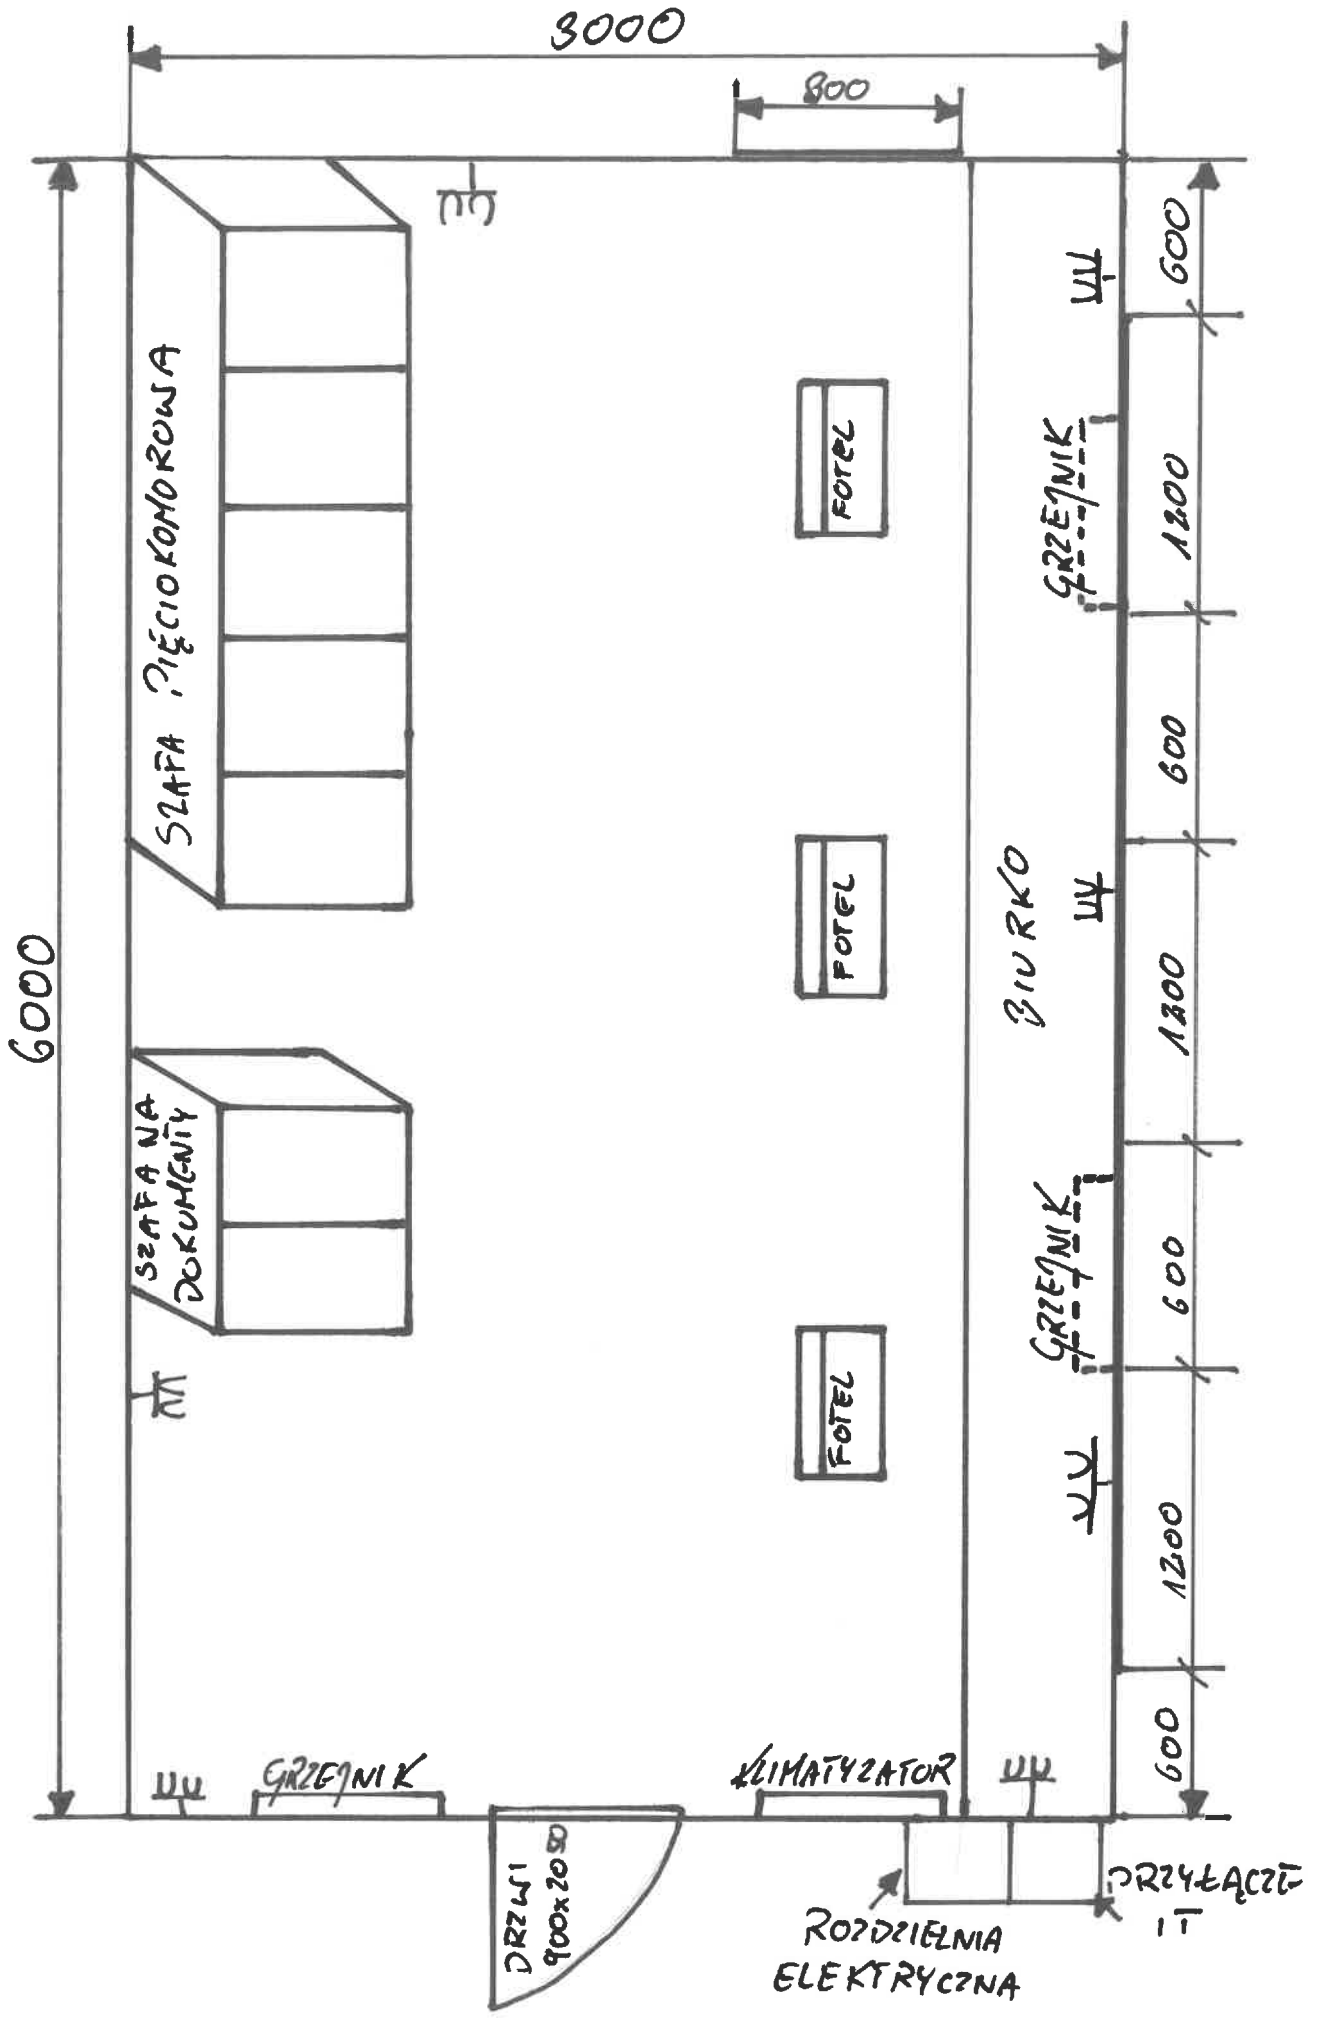 3000
800
6000
SZAFA PIĘCIOKOMOROWA
SZAFA NA
DOKUMENTY
FOTEL
FOTEL
FOTEL
BIURKO
GRZEJNIK
GRZEJNIK
600
1200
600
1200
600
1200
600
GRZEJNIK
KLIMATYZATOR
DRZWI
900x2050
ROZDZIELNIA
ELEKTRYCZNA
PRZYŁĄCZE
IT